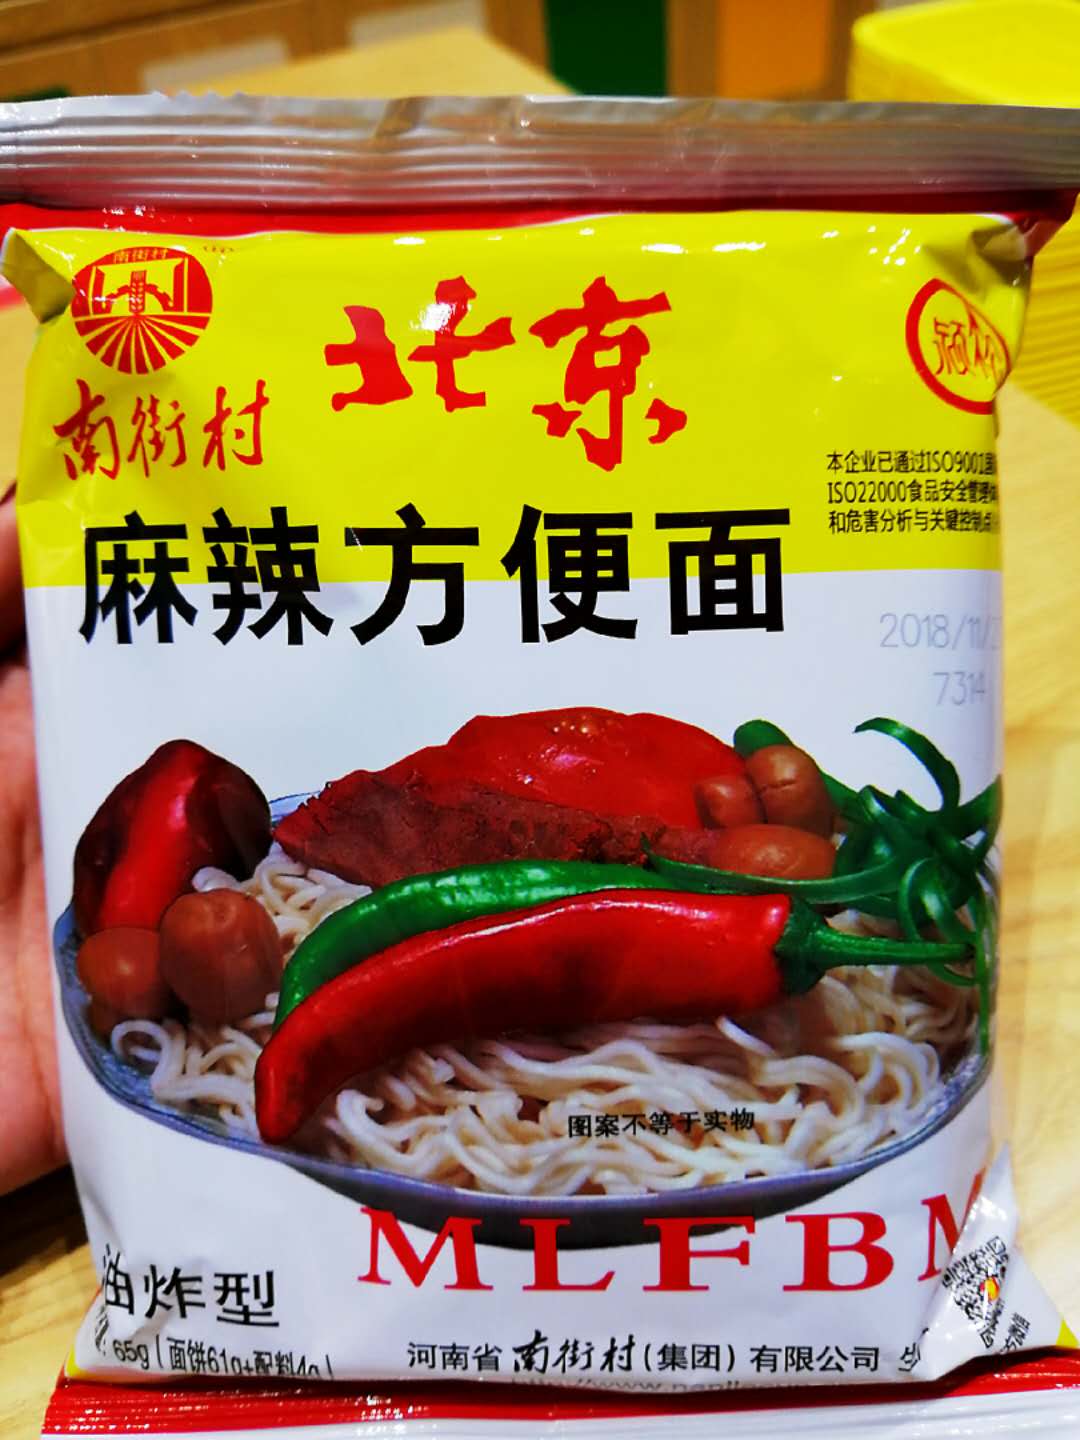 南街村
北京
南街村
本企业已通过ISO9001
ISO22000食品安全管理
和危害分析与关键控制点
麻辣方便面
2018/11/
7314
图案不等于实物
MLFBM
油炸型
65g(面饼61g+配料4g)
河南省南街村(集团)有限公司